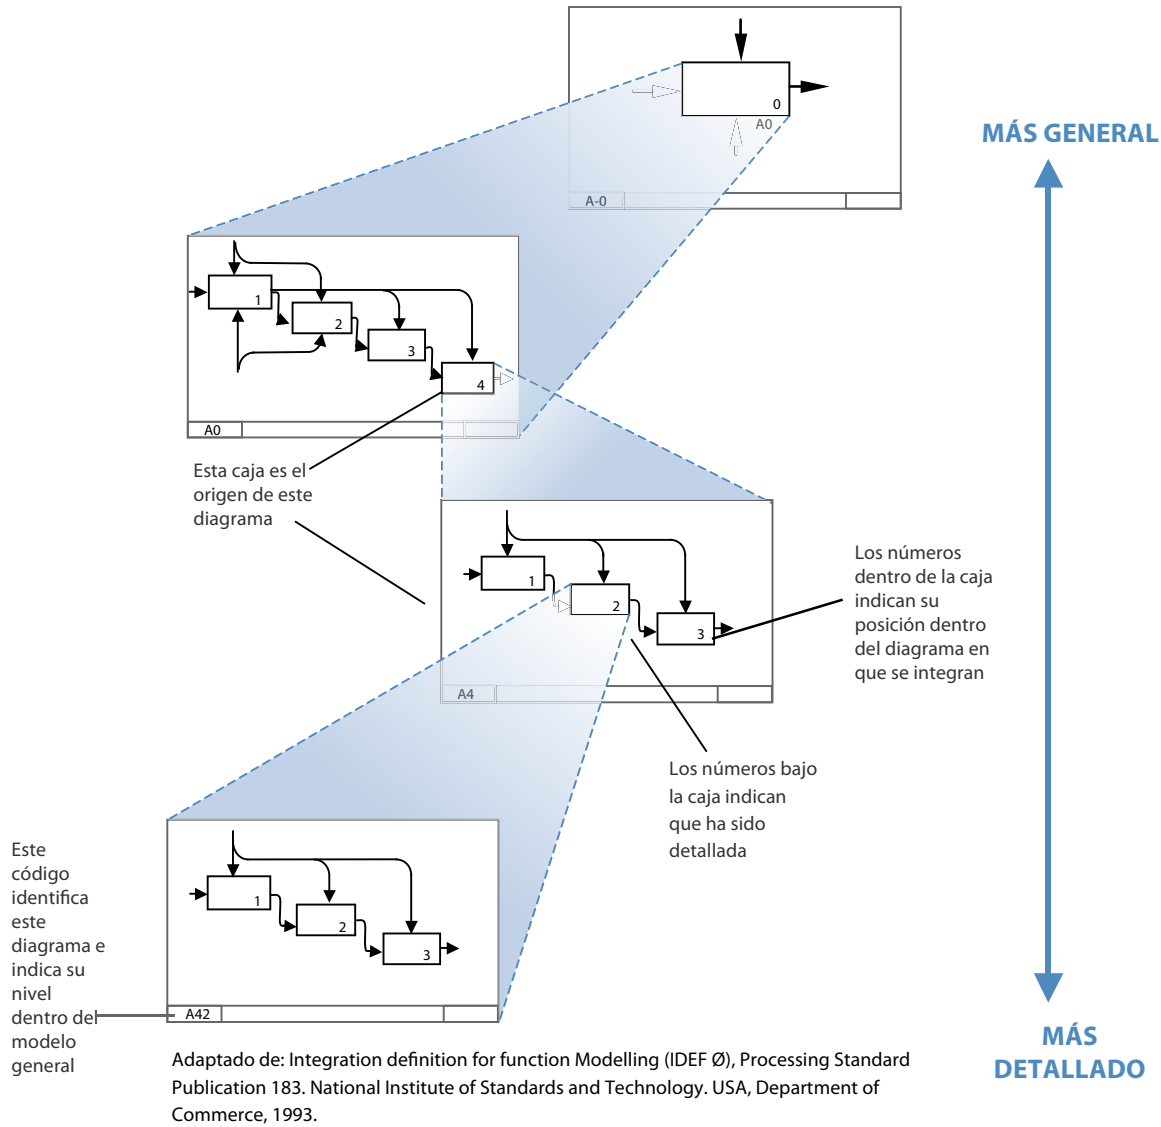 0
A0
A-0
MÁS GENERAL
1
2
3
4
A0
Esta caja es el
origen de este
diagrama
1
2
3
A4
Los números
dentro de la caja
indican su
posición dentro
del diagrama en
que se integran
Los números bajo
la caja indican
que ha sido
detallada
Este
código
identifica
este
diagrama e
indica su
nivel
dentro del
modelo
general
1
2
3
A42
MÁS
DETALLADO
Adaptado de: Integration definition for function Modelling (IDEF Ø), Processing Standard
Publication 183. National Institute of Standards and Technology. USA, Department of
Commerce, 1993.